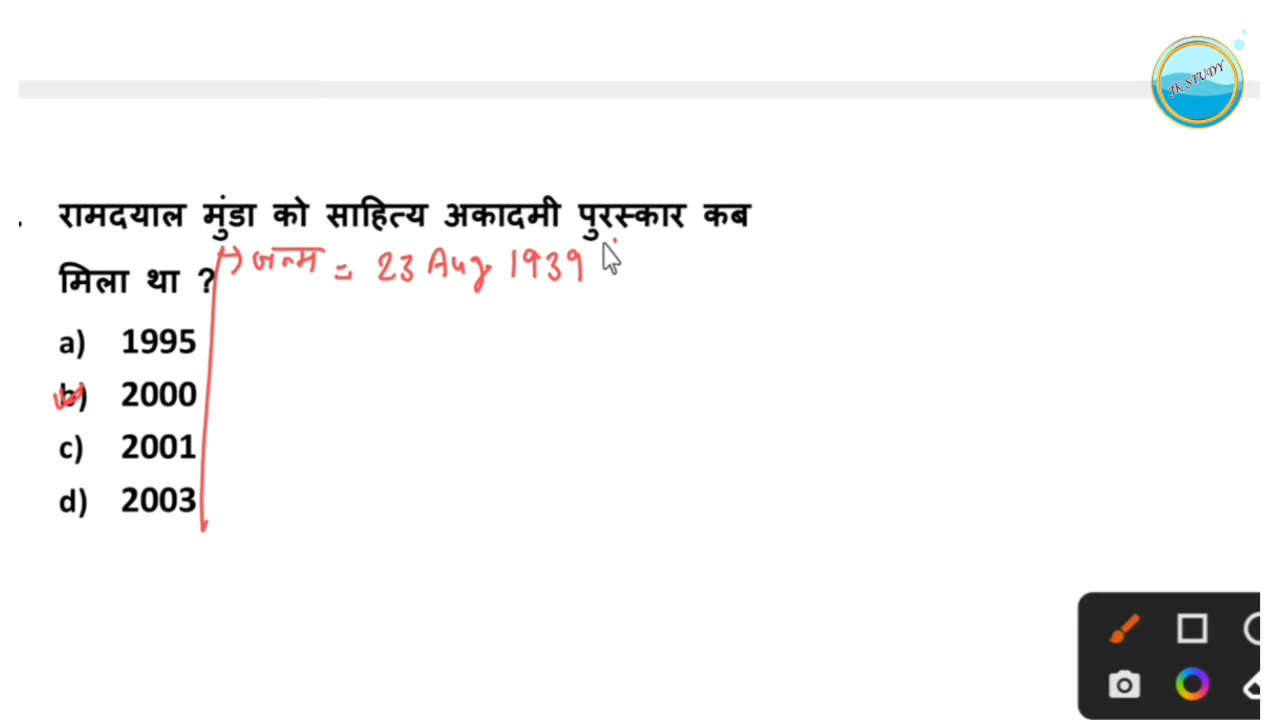 JK STUDY
. रामदयाल मुंडा को साहित्य अकादमी पुरस्कार कब
मिला था ?
→ जन्म = 23 Aug 1939
a) 1995
b) 2000
c) 2001
d) 2003